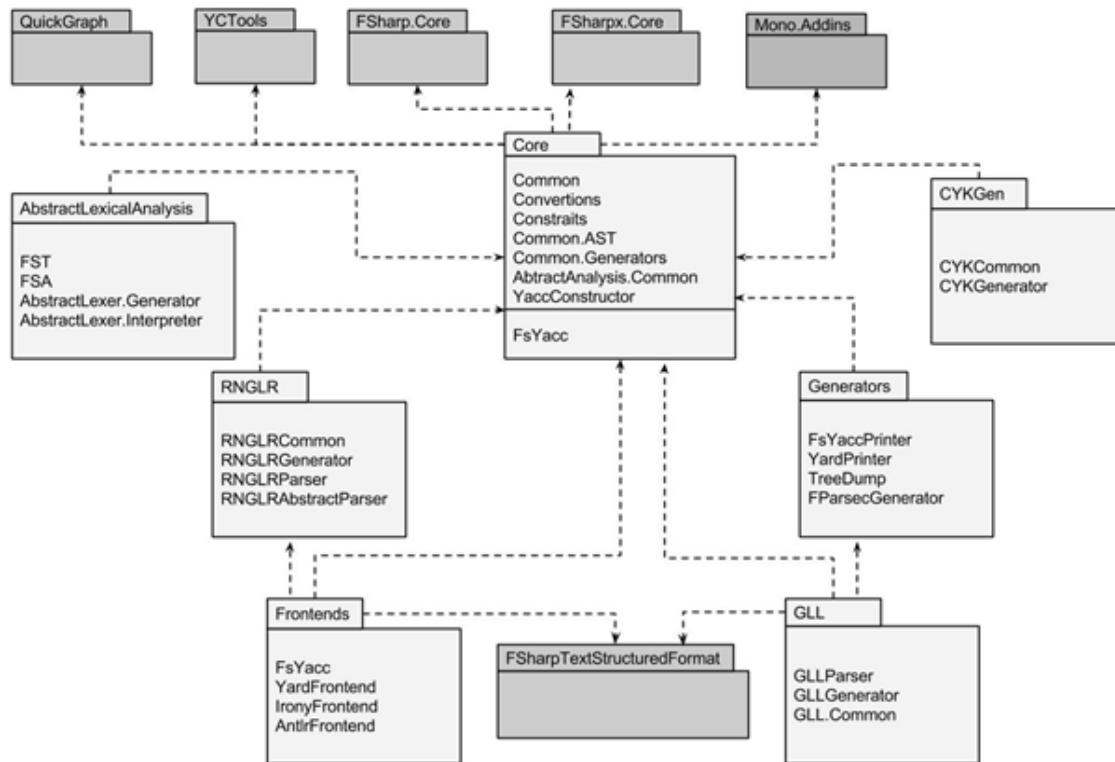 QuickGraph
YCTools
FSharp.Core
FSharpx.Core
Mono.Addins
Core
Common
Convertions
Constraits
Common.AST
Common.Generators
AbtractAnalysis.Common
YaccConstructor
FsYacc
AbstractLexicalAnalysis
FST
FSA
AbstractLexer.Generator
AbstractLexer.Interpreter
CYKGen
CYKCommon
CYKGenerator
RNGLR
RNGLRCommon
RNGLRGenerator
RNGLRParser
RNGLRAbstractParser
Generators
FsYaccPrinter
YardPrinter
TreeDump
FParsecGenerator
Frontends
FsYacc
YardFrontend
IronyFrontend
AntlrFrontend
FSharpTextStructuredFormat
GLL
GLLParser
GLLGenerator
GLL.Common